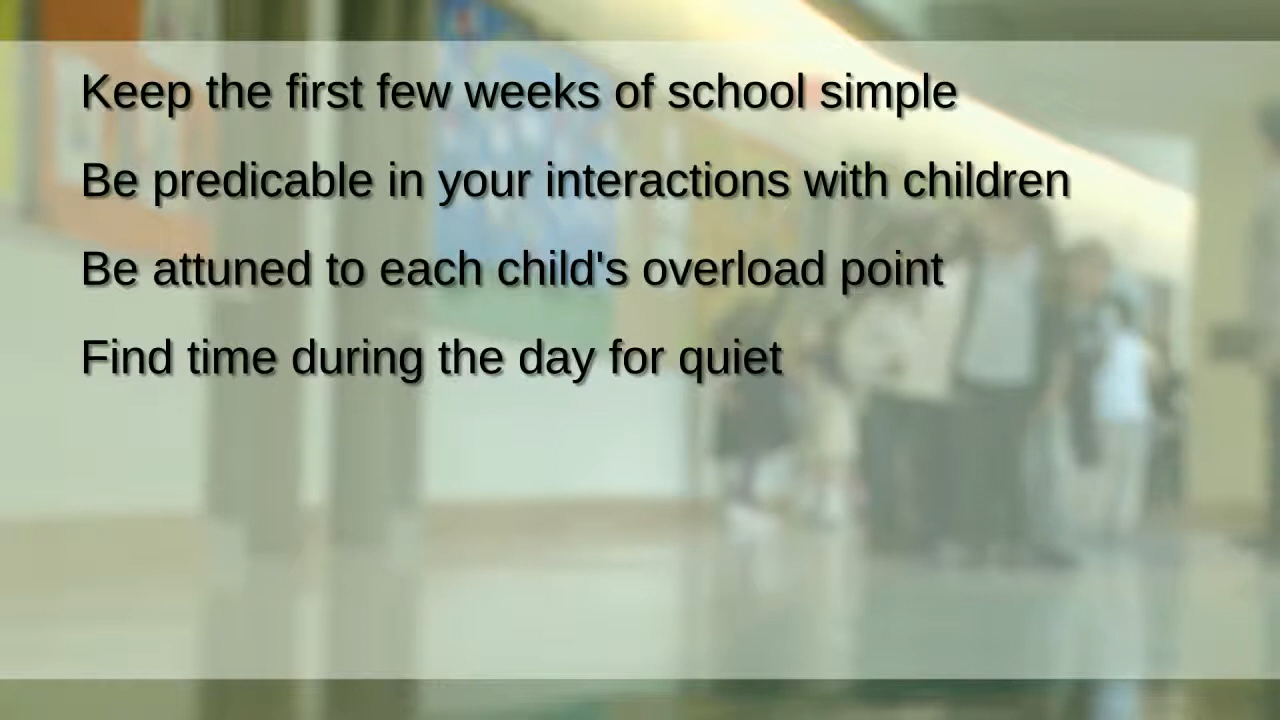 Keep the first few weeks of school simple
Be predicable in your interactions with children
Be attuned to each child's overload point
Find time during the day for quiet